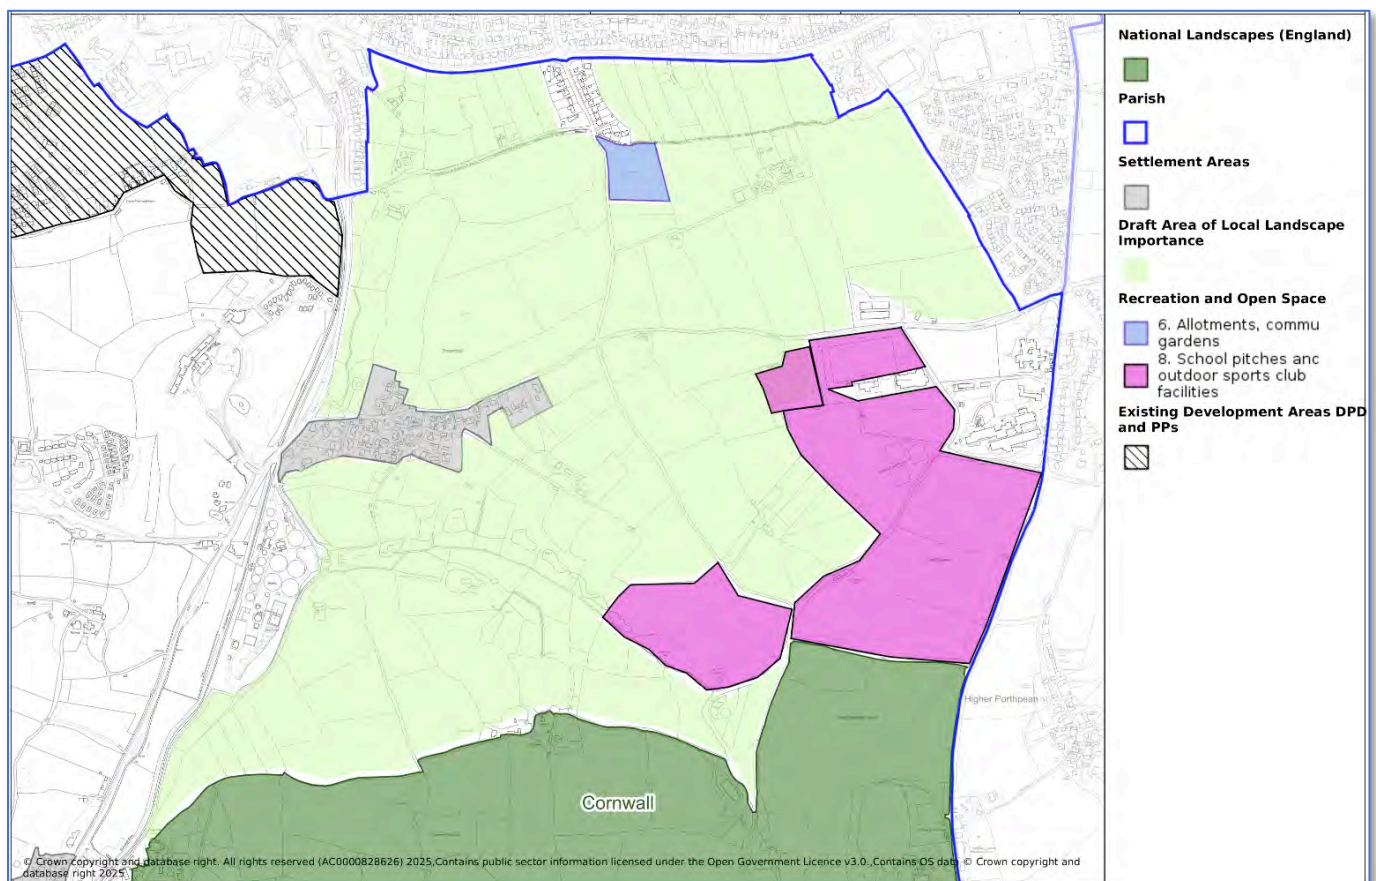 National Landscapes (England)
Parish
Settlement Areas
Draft Area of Local Landscape
Importance
Recreation and Open Space
6. Allotments, commu
gardens
8. School pitches anc
outdoor sports club
facilities
Existing Development Areas DPD
and PPs
Higher Porthpean
Cornwall
© Crown copyright and database right. All rights reserved (AC0000828626) 2025,Contains public sector information licensed under the Open Government Licence v3.0.,Contains OS data © Crown copyright and
database right 2025